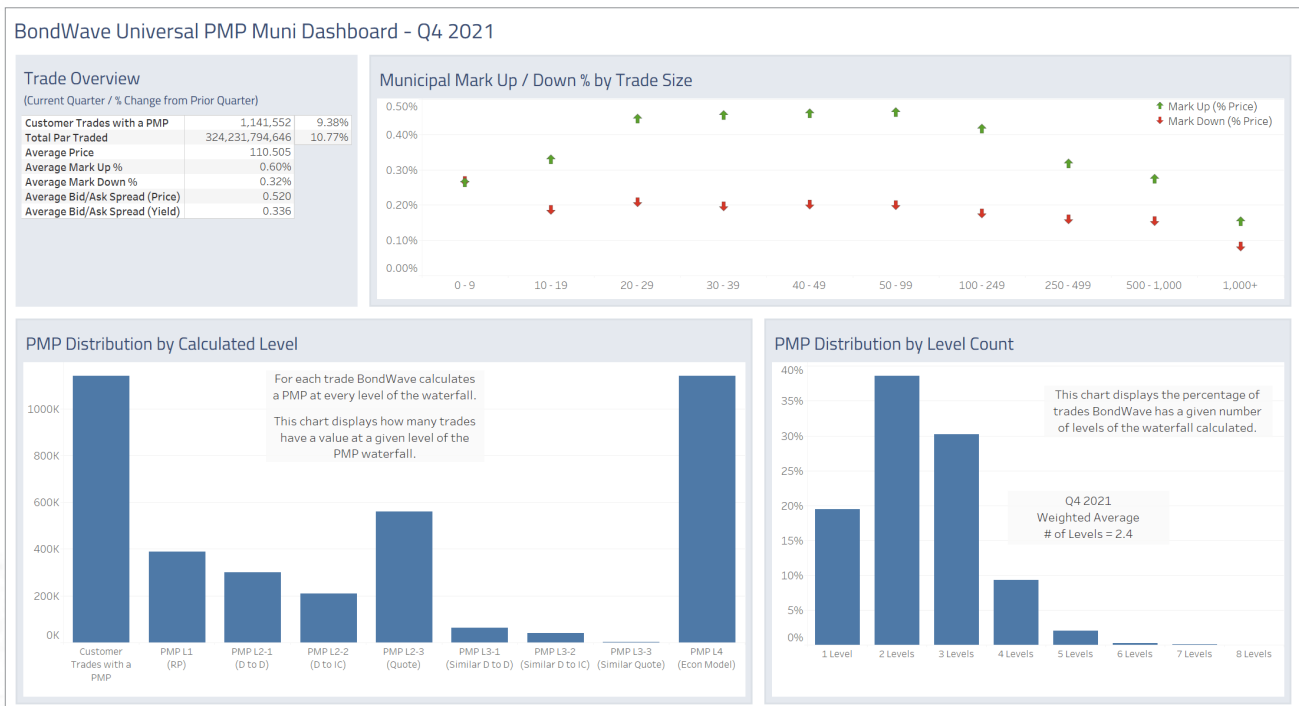 BondWave Universal PMP Muni Dashboard - Q4 2021
Trade Overview
(Current Quarter / % Change from Prior Quarter)
Customer Trades with a PMP 1,141,552 9.38%
Total Par Traded 324,231,794,646 10.77%
Average Price 110.505
Average Mark Up % 0.60%
Average Mark Down % 0.32%
Average Bid/Ask Spread (Price) 0.520
Average Bid/Ask Spread (Yield) 0.336
Municipal Mark Up / Down % by Trade Size
Mark Up (% Price)
Mark Down (% Price)
0.50%
0.40%
0.30%
0.20%
0.10%
0.00%
0 - 9 10 - 19 20 - 29 30 - 39 40 - 49 50 - 99 100 - 249 250 - 499 500 - 1,000 1,000+
PMP Distribution by Calculated Level
For each trade BondWave calculates
a PMP at every level of the waterfall.
This chart displays how many trades
have a value at a given level of the
PMP waterfall.
1000K
800K
600K
400K
200K
0K
Customer
Trades with a
PMP
PMP L1
(RP)
PMP L2-1
(D to D)
PMP L2-2
(D to IC)
PMP L2-3
(Quote)
PMP L3-1
(Similar D to D)
PMP L3-2
(Similar D to IC)
PMP L3-3
(Similar Quote)
PMP L4
(Econ Model)
PMP Distribution by Level Count
This chart displays the percentage of
trades BondWave has a given number
of levels of the waterfall calculated.
Q4 2021
Weighted Average
# of Levels = 2.4
40%
35%
30%
25%
20%
15%
10%
5%
0%
1 Level 2 Levels 3 Levels 4 Levels 5 Levels 6 Levels 7 Levels 8 Levels